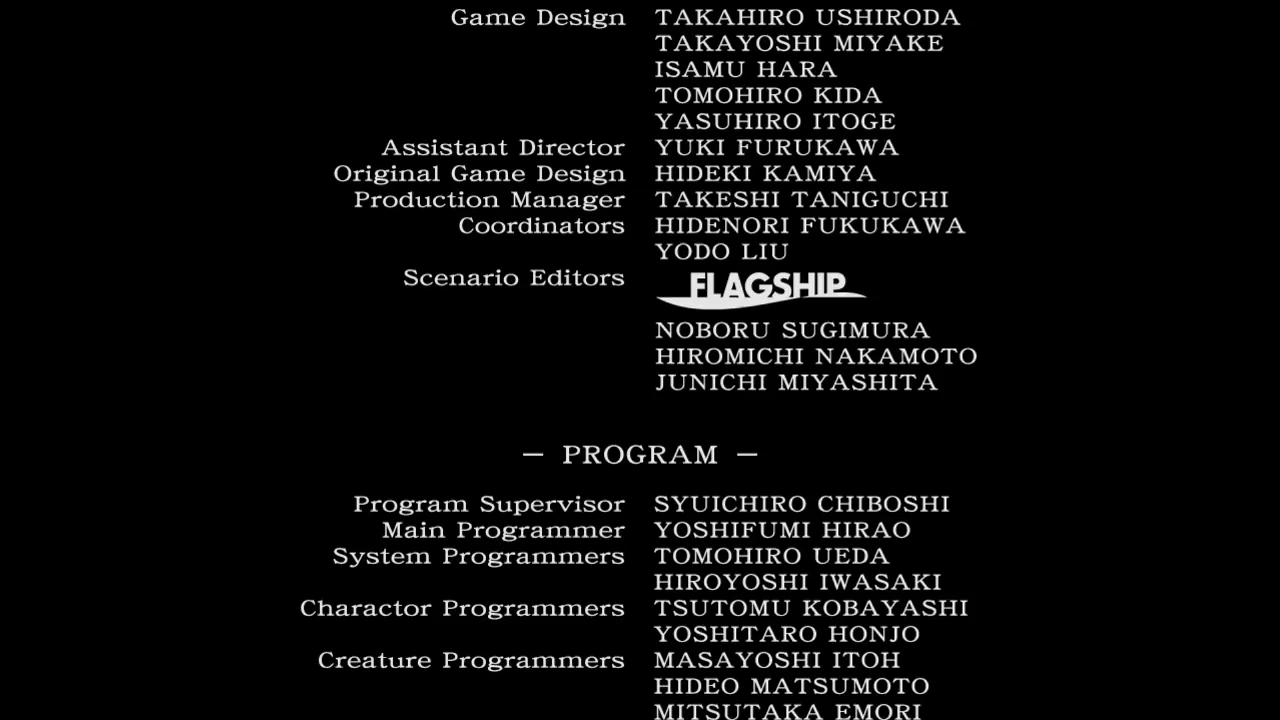 Game Design TAKAHIRO USHIRODA
TAKAYOSHI MIYAKE
ISAMU HARA
TOMOHIRO KIDA
YASUHIRO ITOGE
Assistant Director YUKI FURUKAWA
Original Game Design HIDEKI KAMIYA
Production Manager TAKESHI TANIGUCHI
Coordinators HIDENORI FUKUKAWA
YODO LIU
Scenario Editors FLAGSHIP
NOBORU SUGIMURA
HIROMICHI NAKAMOTO
JUNICHI MIYASHITA
— PROGRAM —
Program Supervisor SYUICHIRO CHIBOSHI
Main Programmer YOSHIFUMI HIRAO
System Programmers TOMOHIRO UEDA
HIROYOSHI IWASAKI
Charactor Programmers TSUTOMU KOBAYASHI
YOSHITARO HONJO
Creature Programmers MASAYOSHI ITOH
HIDEO MATSUMOTO
MITSUTAKA EMORI